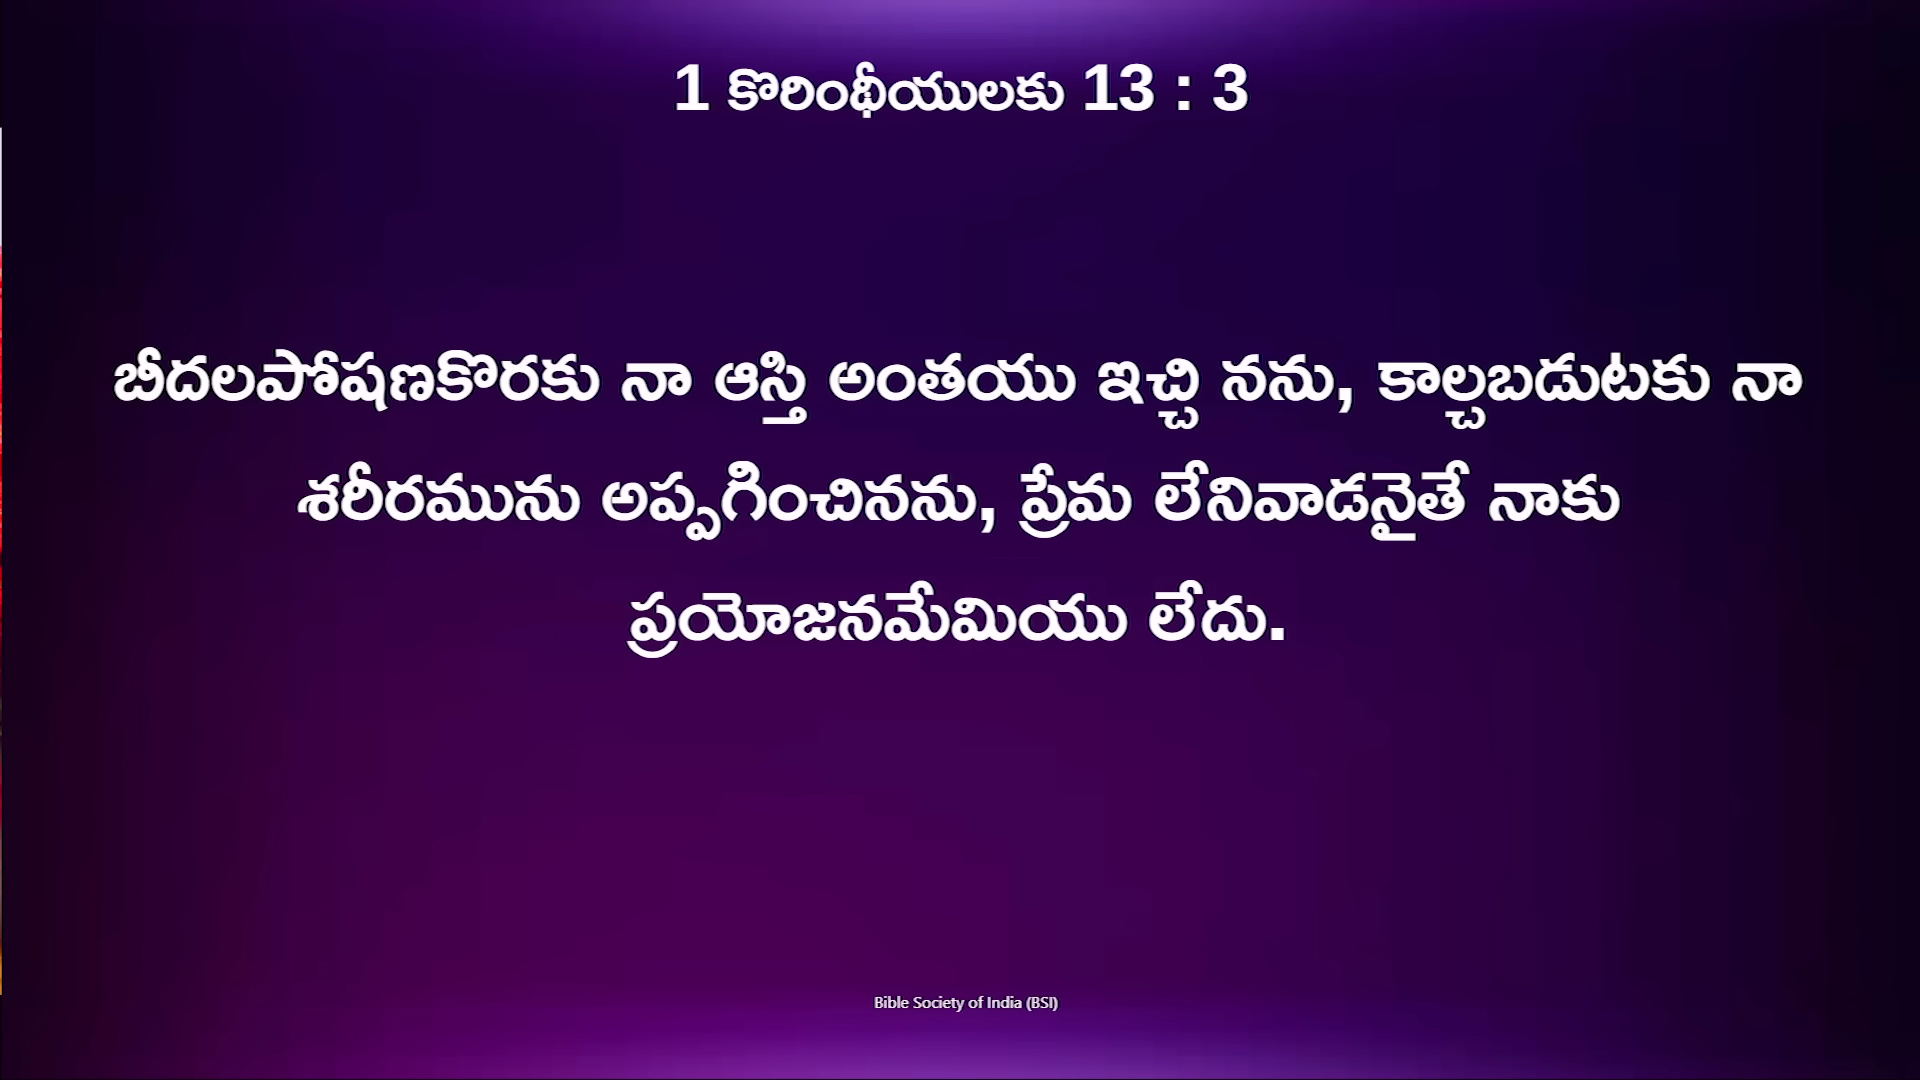 1 కొరింథీయులకు 13 : 3
బీదలపోషణకొరకు నా ఆస్తి అంతయు ఇచ్చి నను, కాల్చబడుటకు నా
శరీరమును అప్పగించినను, ప్రేమ లేనివాడనైతే నాకు
ప్రయోజనమేమియు లేదు.
Bible Society of India (BSI)